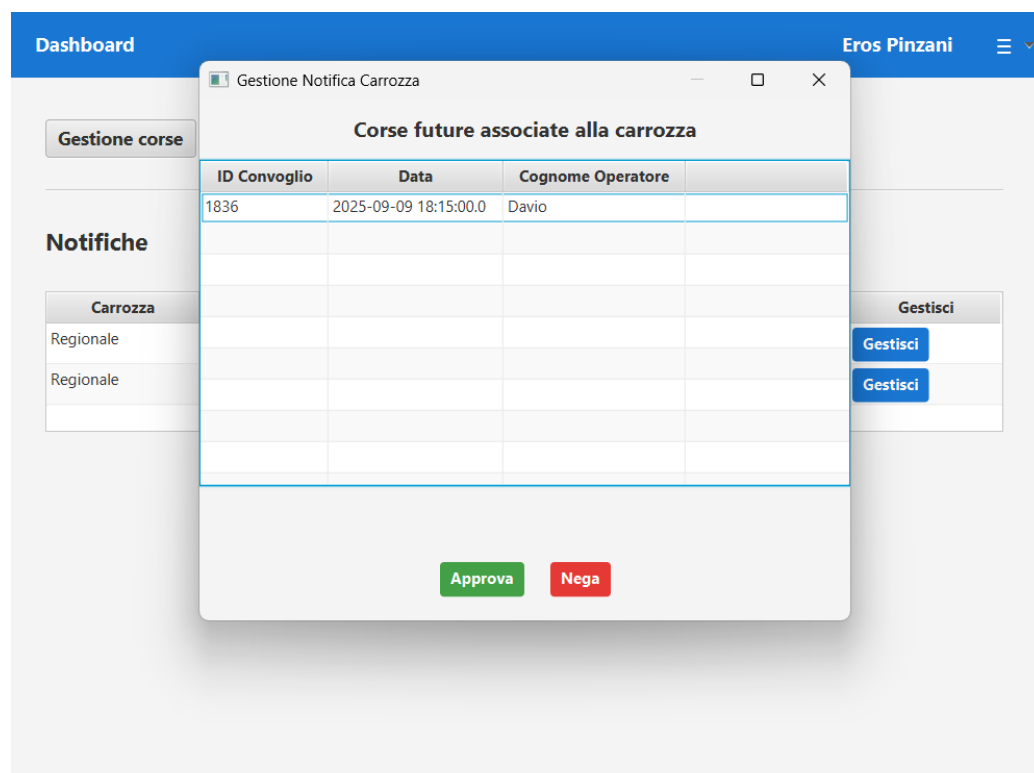 Dashboard
Eros Pinzani
Gestione Notifica Carrozza
Gestione corse
Corse future associate alla carrozza
ID Convoglio Data Cognome Operatore
1836 2025-09-09 18:15:00.0 Davio
Notifiche
Carrozza Gestisci
Regionale Gestisci
Regionale Gestisci
Approva Nega